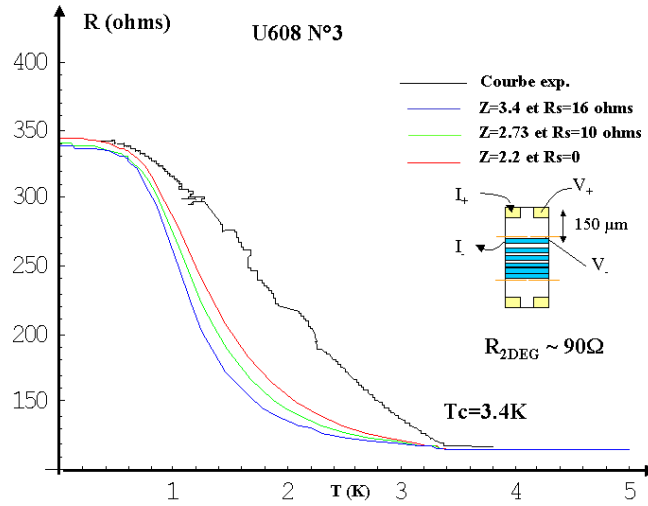 R (ohms)
U608 N°3
400
350
300
250
200
150
Courbe exp.
Z=3.4 et Rs=16 ohms
Z=2.73 et Rs=10 ohms
Z=2.2 et Rs=0
I+
V+
150 µm
I-
V-
R2DEG ~ 90Ω
Tc=3.4K
1
2
T (K)
3
4
5